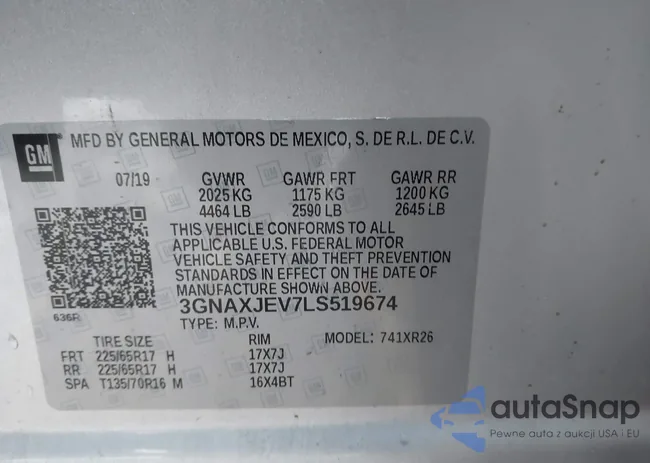 GM MFD BY GENERAL MOTORS DE MEXICO, S. DE R.L. DE C.V.
07/19 GVWR GAWR FRT GAWR RR
2025 KG 1175 KG 1200 KG
4464 LB 2590 LB 2645 LB
THIS VEHICLE CONFORMS TO ALL
APPLICABLE U.S. FEDERAL MOTOR
VEHICLE SAFETY AND THEFT PREVENTION
STANDARDS IN EFFECT ON THE DATE OF
MANUFACTURE SHOWN ABOVE.
3GNAXJEV7LS519674
636R
TYPE: M.P.V.
TIRE SIZE RIM MODEL: 741XR26
FRT 225/65R17 H 17X7J
RR 225/65R17 H 17X7J
SPA T135/70R16 M 16X4BT
autaSnap
Pewne auta z aukcji USA i EU